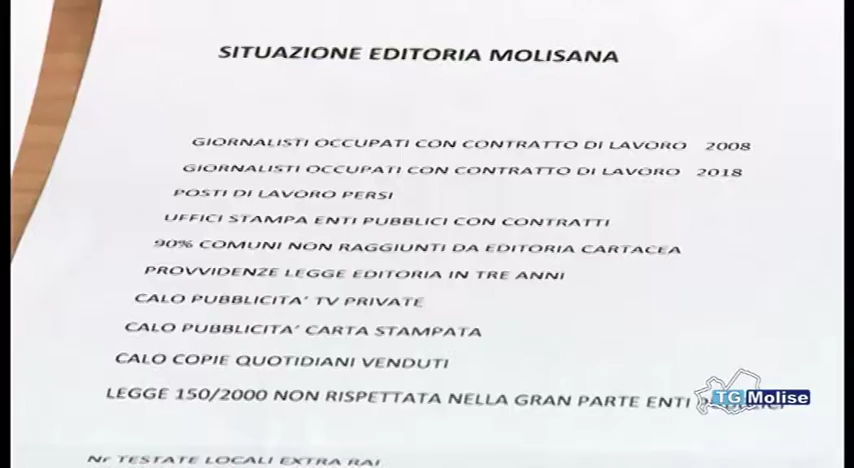 SITUAZIONE EDITORIA MOLISANA
GIORNALISTI OCCUPATI CON CONTRATTO DI LAVORO 2008
GIORNALISTI OCCUPATI CON CONTRATTO DI LAVORO 2018
POSTI DI LAVORO PERSI
UFFICI STAMPA ENTI PUBBLICI CON CONTRATTI
90% COMUNI NON RAGGIUNTI DA EDITORIA CARTACEA
PROVVIDENZE LEGGE EDITORIA IN TRE ANNI
CALO PUBBLICITA' TV PRIVATE
CALO PUBBLICITA' CARTA STAMPATA
CALO COPIE QUOTIDIANI VENDUTI
LEGGE 150/2000 NON RISPETTATA NELLA GRAN PARTE ENTI
TG Molise
Nr TESTATE LOCALI EXTRA RAI